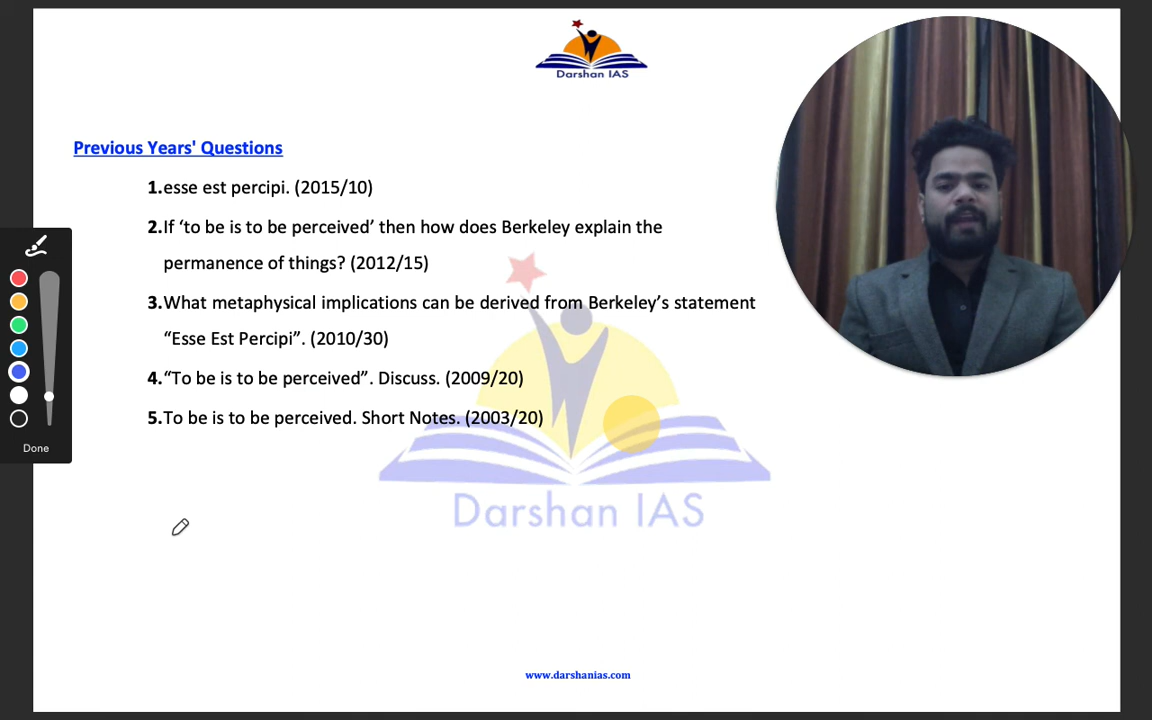 Darshan IAS
Previous Years' Questions
1.esse est percipi. (2015/10)
2.If ‘to be is to be perceived’ then how does Berkeley explain the
permanence of things? (2012/15)
3.What metaphysical implications can be derived from Berkeley’s statement
“Esse Est Percipi”. (2010/30)
4.“To be is to be perceived”. Discuss. (2009/20)
5.To be is to be perceived. Short Notes. (2003/20)
Done
Darshan IAS
www.darshanias.com